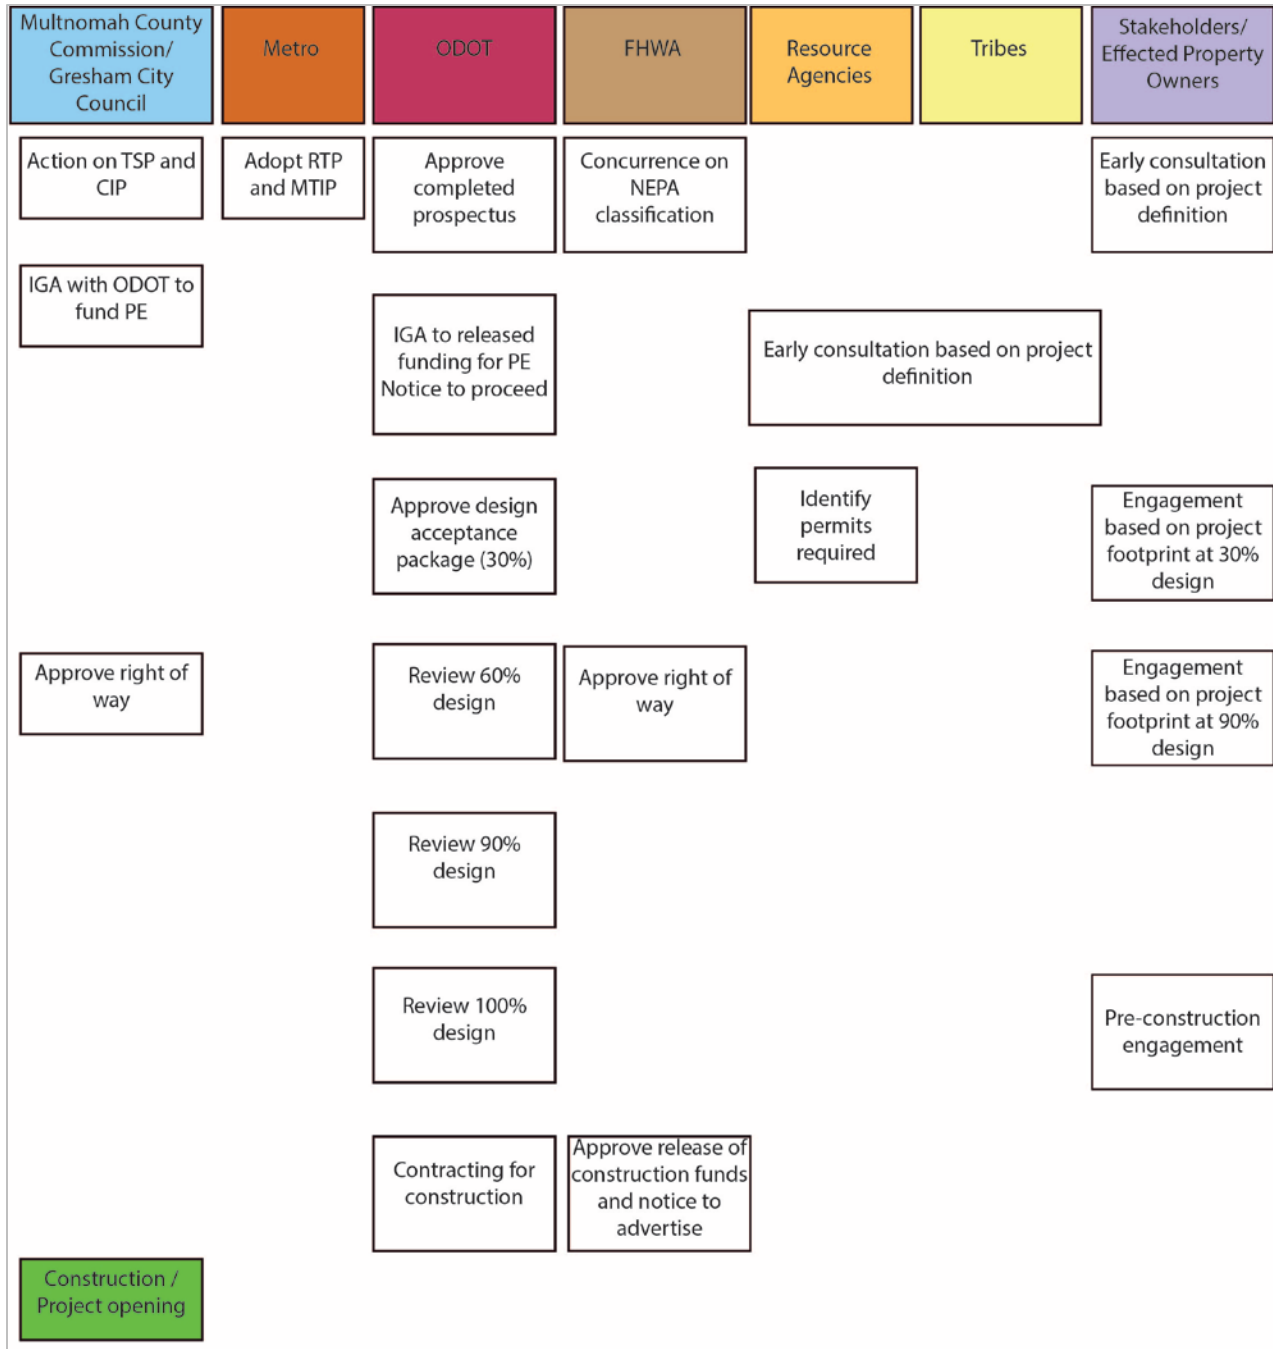 Multnomah County
Commission/
Gresham City
Council
Metro
ODOT
FHWA
Resource
Agencies
Tribes
Stakeholders/
Effected Property
Owners
Action on TSP and
CIP
Adopt RTP
and MTIP
Approve
completed
prospectus
Concurrence on
NEPA
classification
Early consultation
based on project
definition
IGA with ODOT to
fund PE
IGA to released
funding for PE
Notice to proceed
Early consultation based on project
definition
Approve design
acceptance
package (30%)
Identify
permits
required
Engagement
based on project
footprint at 30%
design
Approve right of
way
Review 60%
design
Approve right of
way
Engagement
based on project
footprint at 90%
design
Review 90%
design
Review 100%
design
Pre-construction
engagement
Contracting for
construction
Approve release of
construction funds
and notice to
advertise
Construction /
Project opening